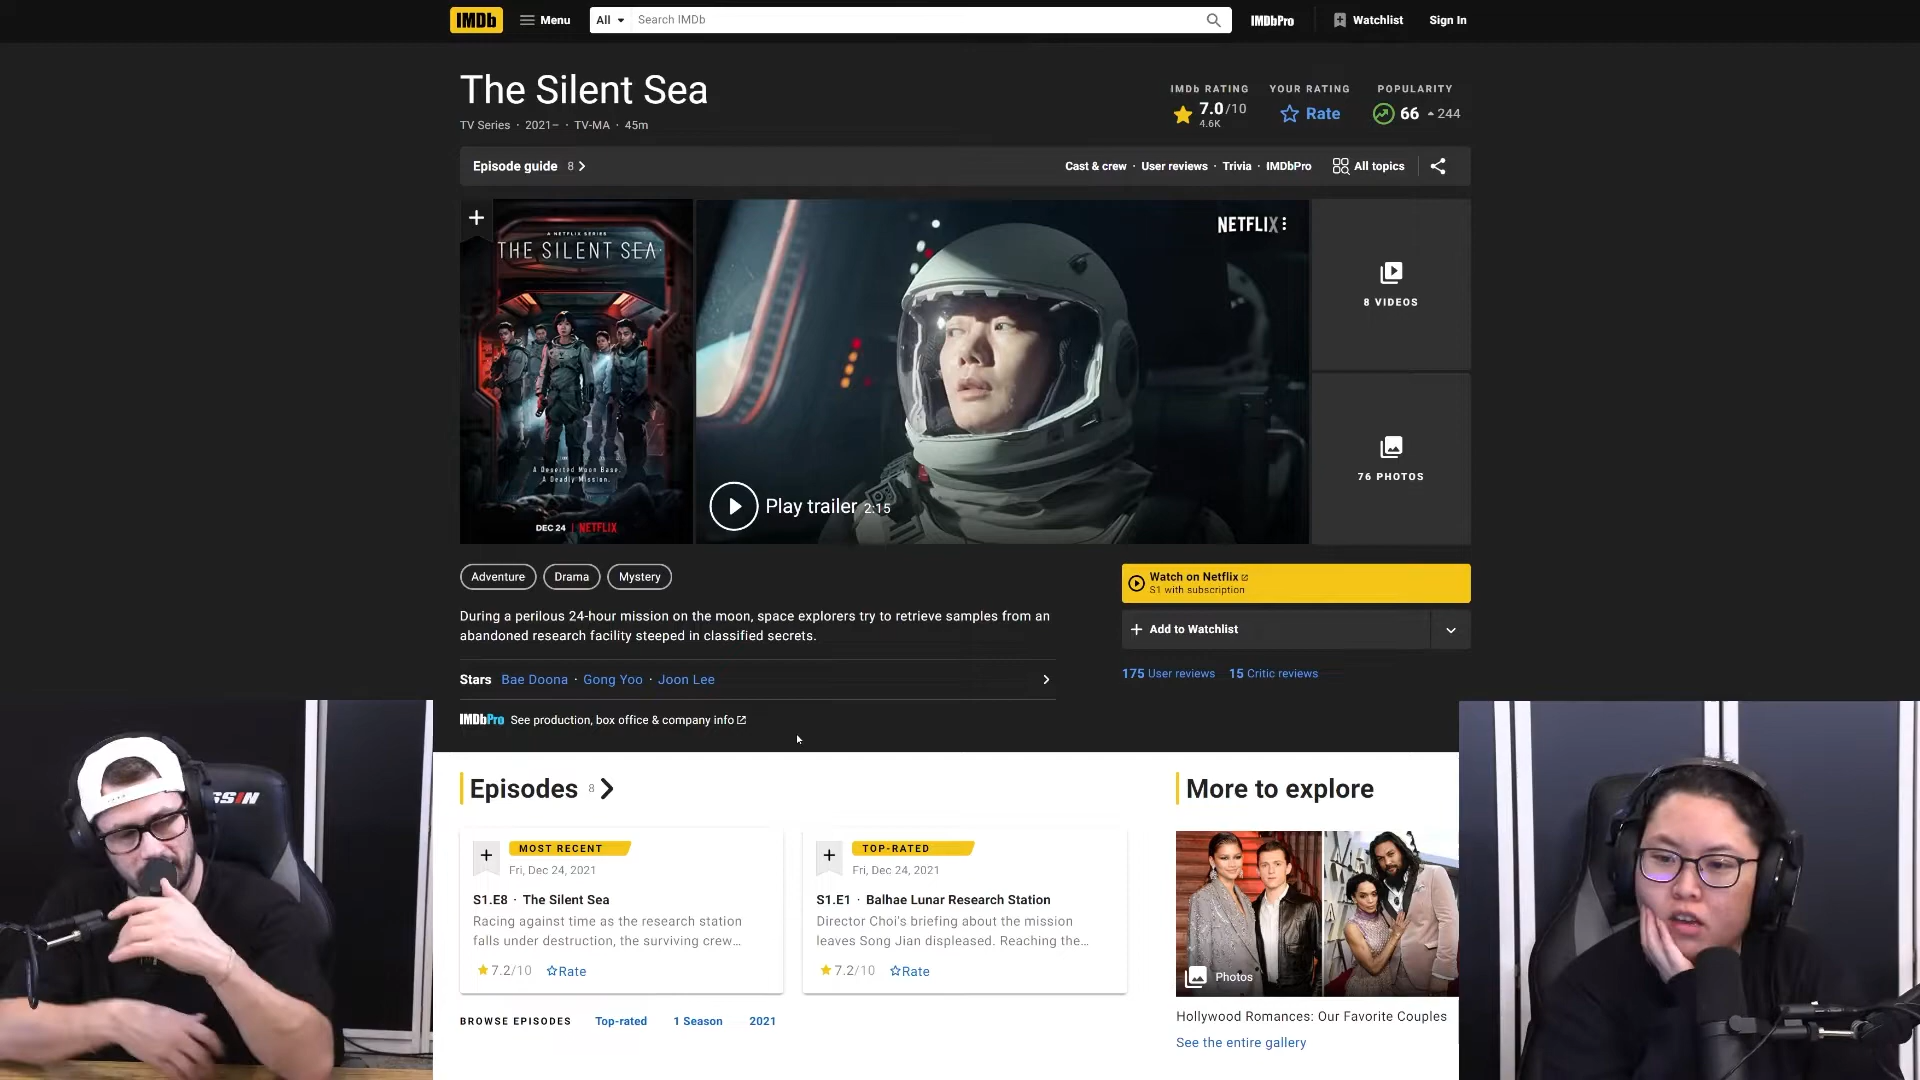 IMDb
Menu
All
Search IMDb
IMDbPro
Watchlist
Sign In
The Silent Sea
TV Series · 2021– · TV-MA · 45m
IMDb RATING
7.0/10
4.6K
YOUR RATING
Rate
POPULARITY
66
244
Episode guide 8
Cast & crew · User reviews · Trivia · IMDbPro
All topics
A NETFLIX SERIES
THE SILENT SEA
A Deserted Moon Base.
A Deadly Mission.
DEC 24 | NETFLIX
NETFLIX
Play trailer 2:15
8 VIDEOS
76 PHOTOS
Adventure
Drama
Mystery
During a perilous 24-hour mission on the moon, space explorers try to retrieve samples from an
abandoned research facility steeped in classified secrets.
Stars Bae Doona · Gong Yoo · Joon Lee
IMDbPro See production, box office & company info
Watch on Netflix
S1 with subscription
Add to Watchlist
175 User reviews 15 Critic reviews
Episodes 8
MOST RECENT
Fri, Dec 24, 2021
S1.E8 · The Silent Sea
Racing against time as the research station
falls under destruction, the surviving crew...
7.2/10
Rate
TOP-RATED
Fri, Dec 24, 2021
S1.E1 · Balhae Lunar Research Station
Director Choi's briefing about the mission
leaves Song Jian displeased. Reaching the...
7.2/10
Rate
BROWSE EPISODES Top-rated 1 Season 2021
More to explore
Photos
Hollywood Romances: Our Favorite Couples
See the entire gallery